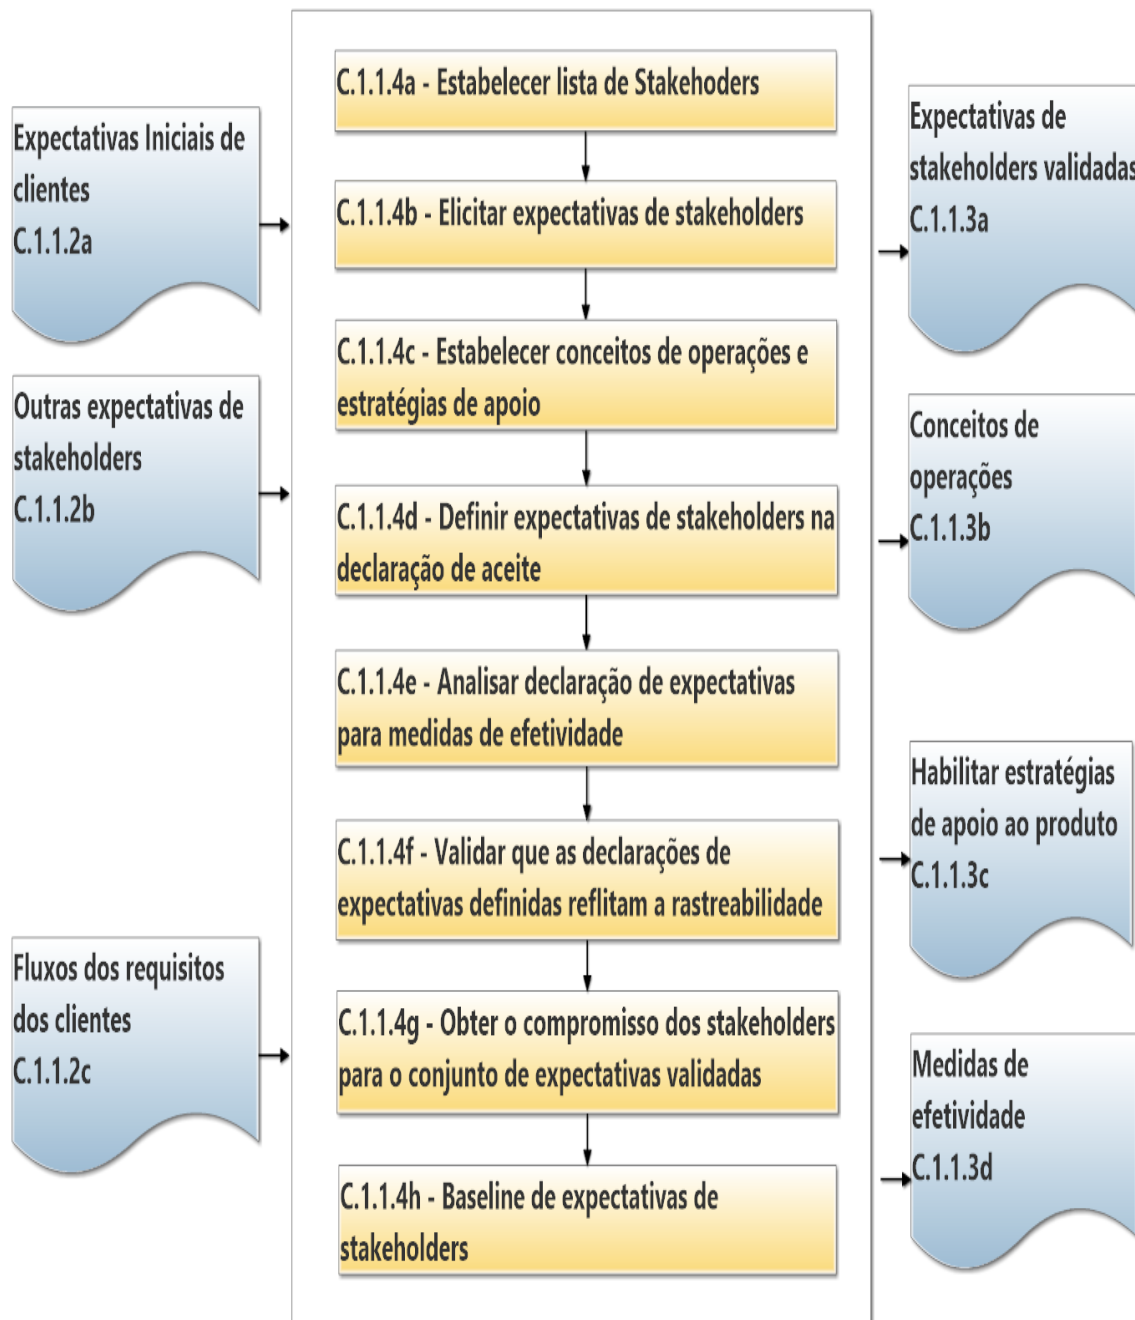 Expectativas Iniciais de
clientes
C.1.1.2a
Outras expectativas de
stakeholders
C.1.1.2b
Fluxos dos requisitos
dos clientes
C.1.1.2c
C.1.1.4a - Estabelecer lista de Stakehoders
C.1.1.4b - Elicitar expectativas de stakeholders
C.1.1.4c - Estabelecer conceitos de operações e
estratégias de apoio
C.1.1.4d - Definir expectativas de stakeholders na
declaração de aceite
C.1.1.4e - Analisar declaração de expectativas
para medidas de efetividade
C.1.1.4f - Validar que as declarações de
expectativas definidas reflitam a rastreabilidade
C.1.1.4g - Obter o compromisso dos stakeholders
para o conjunto de expectativas validadas
C.1.1.4h - Baseline de expectativas de
stakeholders
Expectativas de
stakeholders validadas
C.1.1.3a
Conceitos de
operações
C.1.1.3b
Habilitar estratégias
de apoio ao produto
C.1.1.3c
Medidas de
efetividade
C.1.1.3d